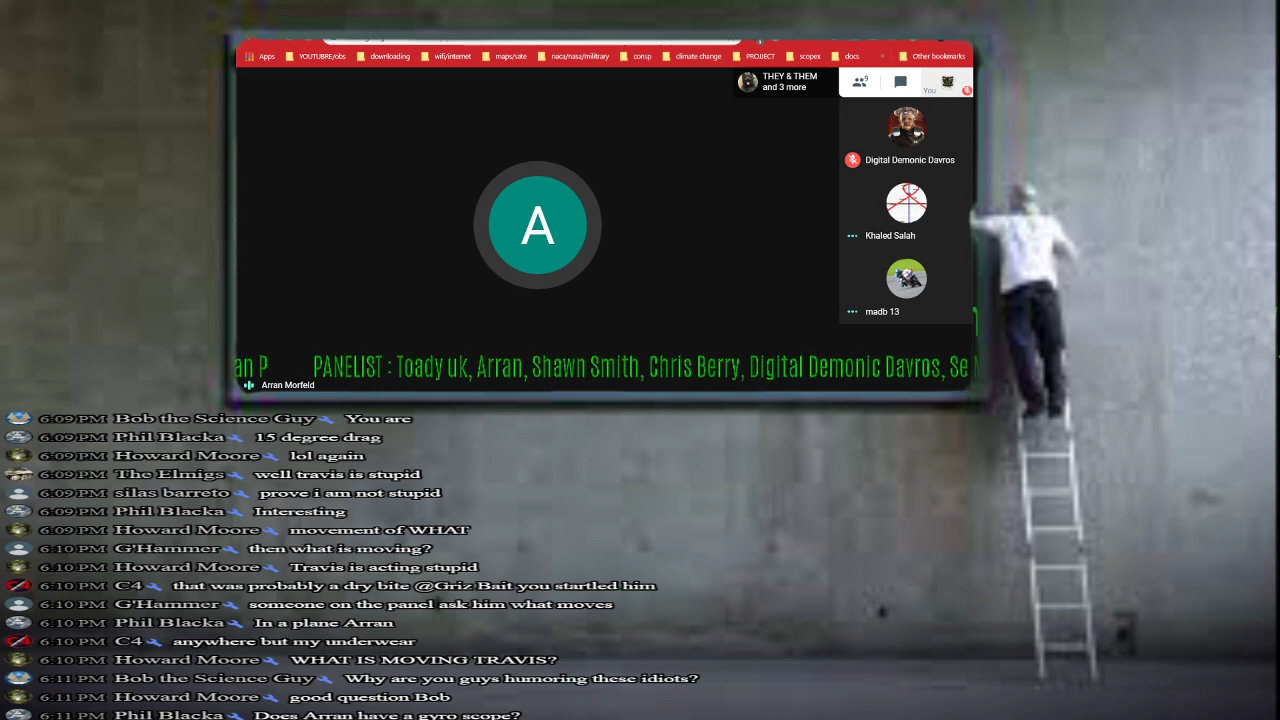 Apps YOUTUBRE/obs downloading wifi/internet maps/sate naca/nasa/militrary consp climate change PROJECT scopex docs Other bookmarks
THEY & THEM
and 3 more
9
You
A
Digital Demonic Davros
Khaled Salah
madb 13
an P PANELIST : Toady uk, Arran, Shawn Smith, Chris Berry, Digital Demonic Davros, Se
Arran Morfeld
6:09 PM Bob the Science Guy You are
6:09 PM Phil Blacka 15 degree drag
6:09 PM Howard Moore lol again
6:09 PM The Elmigs well travis is stupid
6:09 PM silas barreto prove i am not stupid
6:09 PM Phil Blacka Interesting
6:09 PM Howard Moore movement of WHAT
6:10 PM G'Hammer then what is moving?
6:10 PM Howard Moore Travis is acting stupid
6:10 PM C4 that was probably a dry bite @Griz Bait you startled him
6:10 PM G'Hammer someone on the panel ask him what moves
6:10 PM Phil Blacka In a plane Arran
6:10 PM C4 anywhere but my underwear
6:10 PM Howard Moore WHAT IS MOVING TRAVIS?
6:11 PM Bob the Science Guy Why are you guys humoring these idiots?
6:11 PM Howard Moore good question Bob
6:11 PM Phil Blacka Does Arran have a gyro scope?